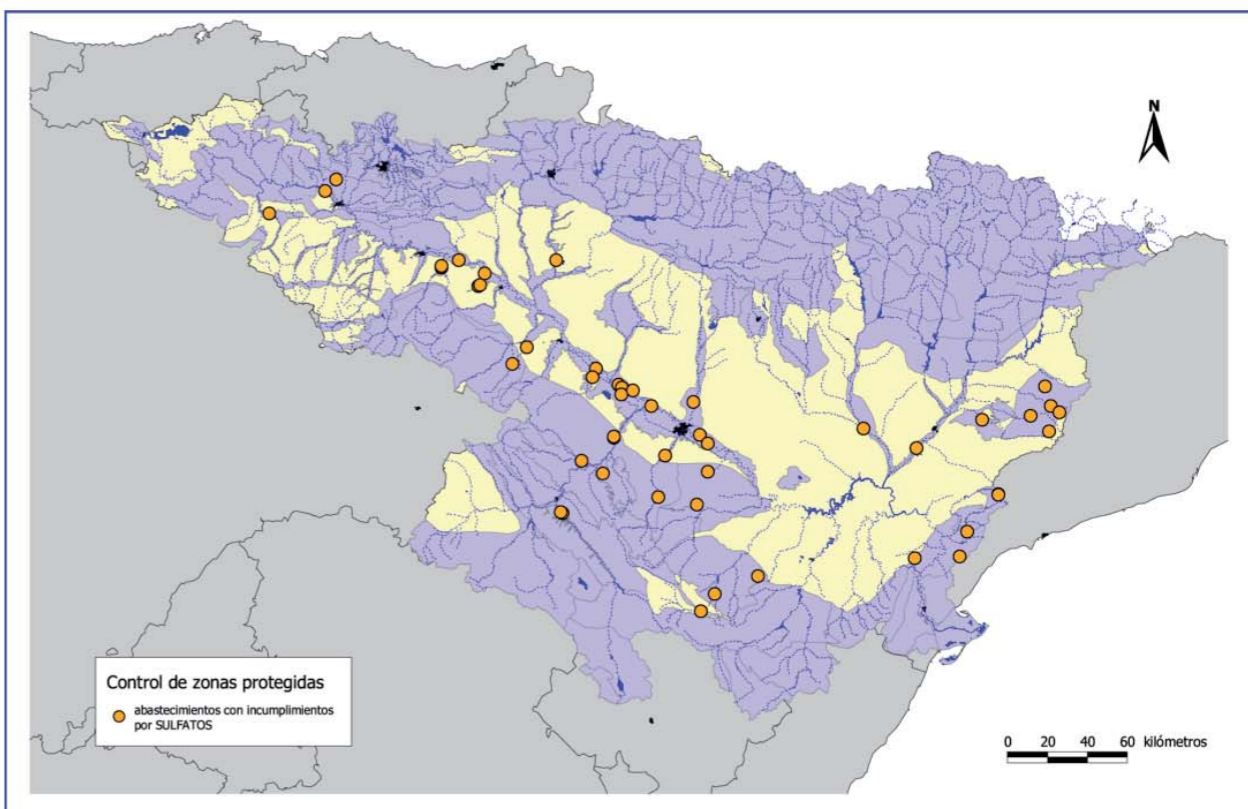 N
Control de zonas protegidas
abastecimientos con incumplimientos
por SULFATOS
0 20 40 60 kilómetros